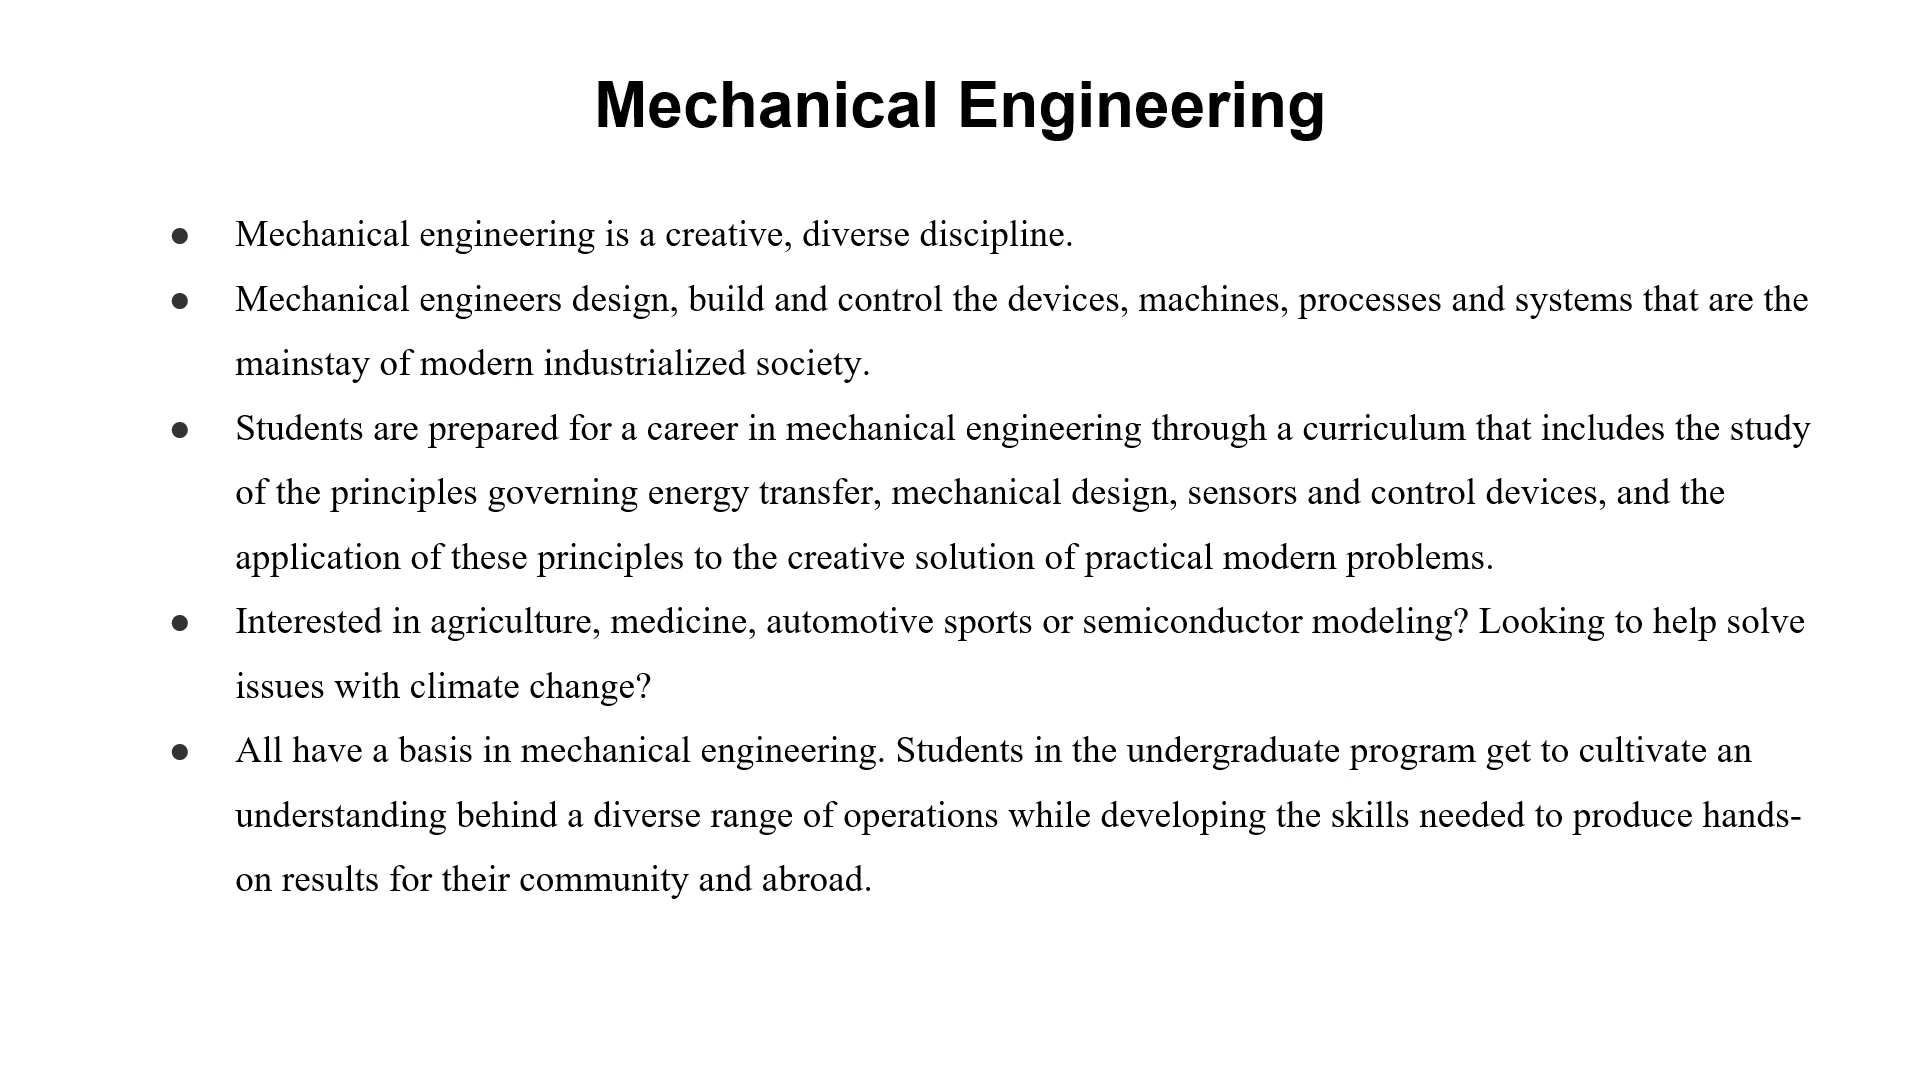 Mechanical Engineering
● Mechanical engineering is a creative, diverse discipline.
● Mechanical engineers design, build and control the devices, machines, processes and systems that are the
mainstay of modern industrialized society.
● Students are prepared for a career in mechanical engineering through a curriculum that includes the study
of the principles governing energy transfer, mechanical design, sensors and control devices, and the
application of these principles to the creative solution of practical modern problems.
● Interested in agriculture, medicine, automotive sports or semiconductor modeling? Looking to help solve
issues with climate change?
● All have a basis in mechanical engineering. Students in the undergraduate program get to cultivate an
understanding behind a diverse range of operations while developing the skills needed to produce hands-
on results for their community and abroad.